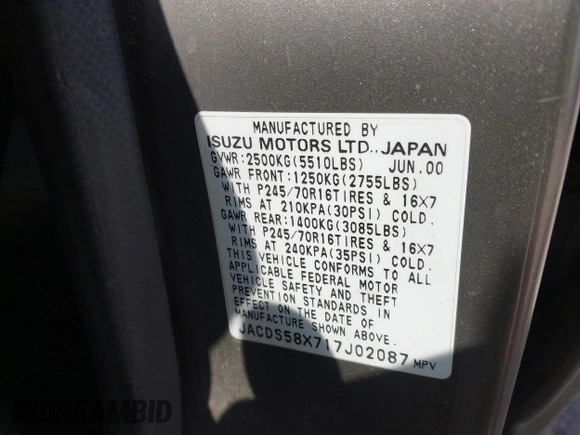 MANUFACTURED BY
ISUZU MOTORS LTD., JAPAN
GVWR:2500KG(5510LBS) JUN.00
GAWR FRONT:1250KG(2755LBS)
WITH P245/70R16TIRES & 16X7
RIMS AT 210KPA(30PSI) COLD.
GAWR REAR:1400KG(3085LBS)
WITH P245/70R16TIRES & 16X7
RIMS AT 240KPA(35PSI) COLD.
THIS VEHICLE CONFORMS TO ALL
APPLICABLE FEDERAL MOTOR
VEHICLE SAFETY AND THEFT
PREVENTION STANDARDS IN
EFFECT ON THE DATE OF
MANUFACTURE SHOWN ABOVE.
JACDS58X717J02087 MPV
DREAMBID